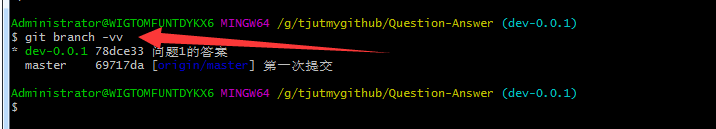 Administrator@WIGTOMFUNTDYKX6 MINGW64 /g/tjutmygithub/Question-Answer (dev-0.0.1)
$ git branch -vv
* dev-0.0.1 78dce33 问题1的答案
  master    69717da [origin/master] 第一次提交
Administrator@WIGTOMFUNTDYKX6 MINGW64 /g/tjutmygithub/Question-Answer (dev-0.0.1)
$